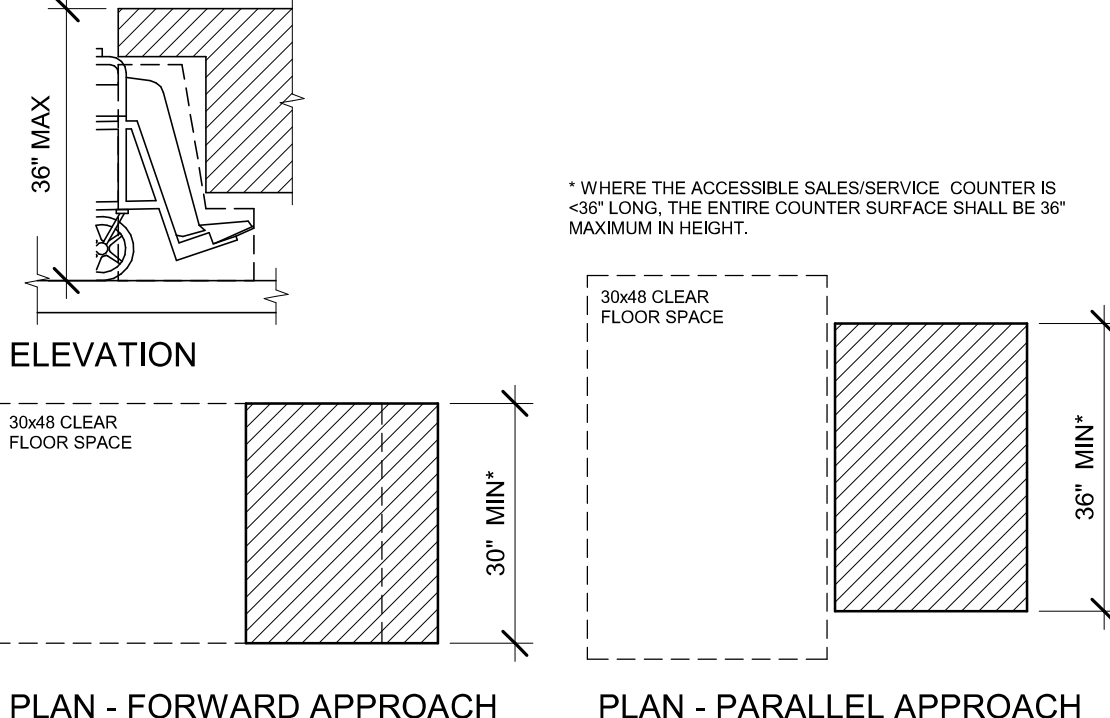 36" MAX
ELEVATION
* WHERE THE ACCESSIBLE SALES/SERVICE COUNTER IS
<36" LONG, THE ENTIRE COUNTER SURFACE SHALL BE 36"
MAXIMUM IN HEIGHT.
30x48 CLEAR
FLOOR SPACE
30" MIN*
PLAN - FORWARD APPROACH
30x48 CLEAR
FLOOR SPACE
36" MIN*
PLAN - PARALLEL APPROACH